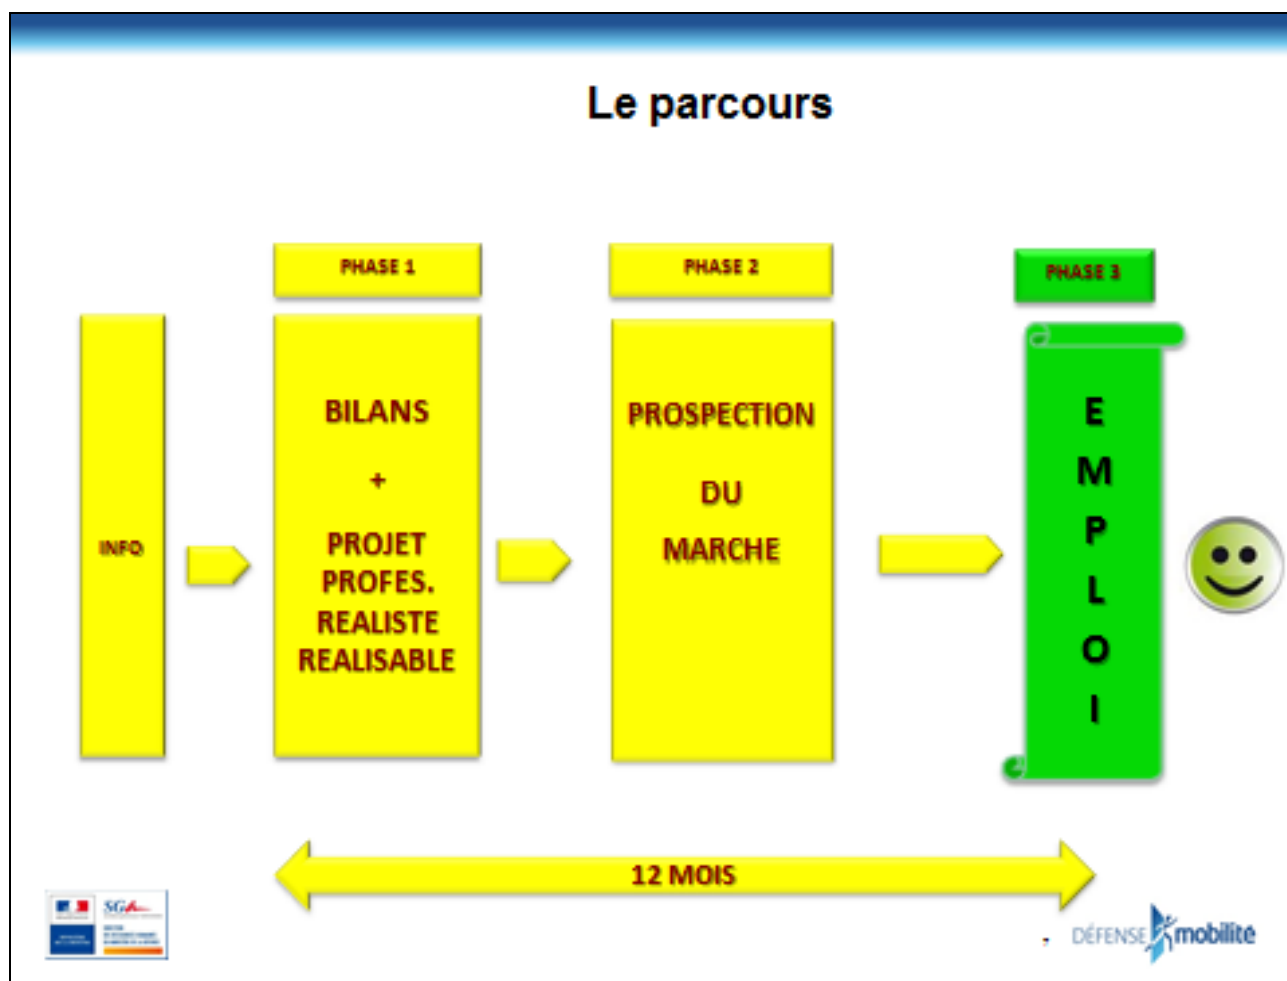 Le parcours
PHASE 1
PHASE 2
PHASE 3
INFO
BILANS
+
PROJET
PROFES.
REALISTE
REALISABLE
PROSPECTION
DU
MARCHE
E
M
P
L
O
I
12 MOIS
SGA
,
DÉFENSE mobilité